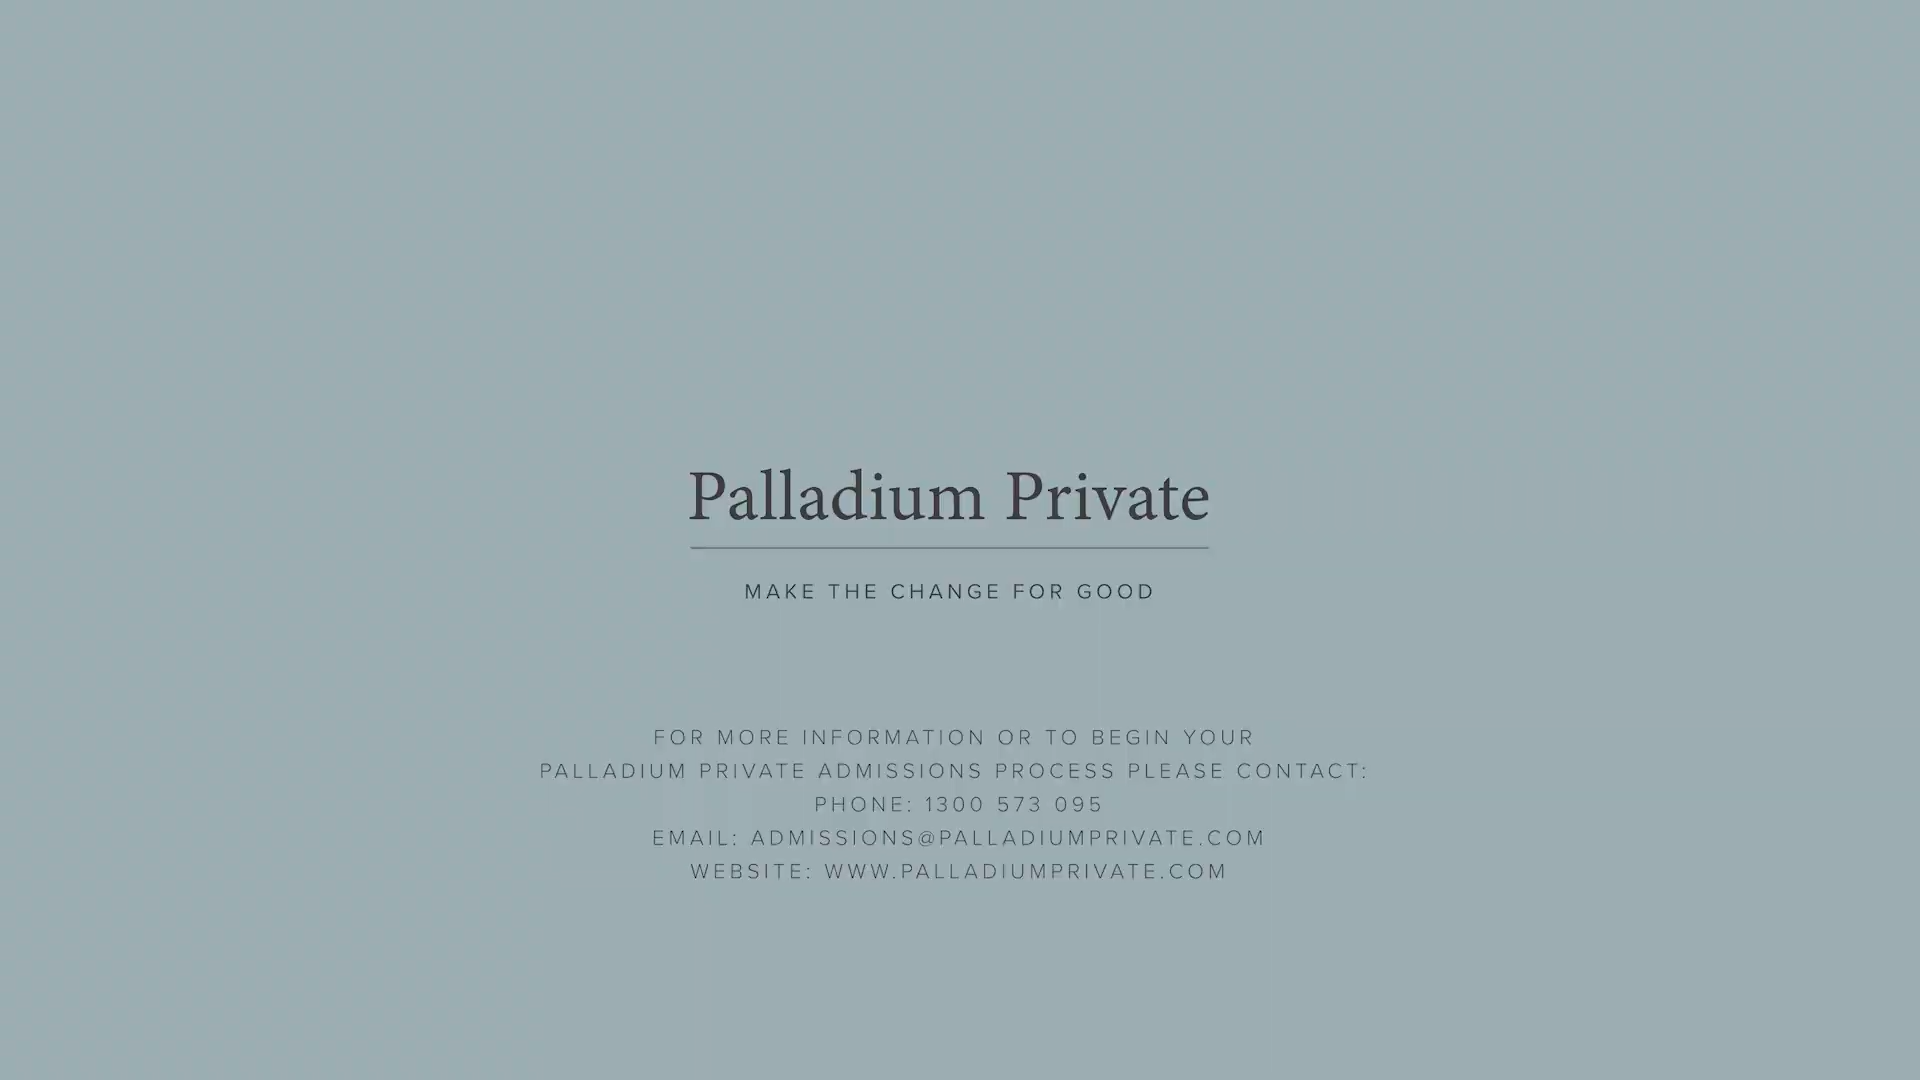 Palladium Private
MAKE THE CHANGE FOR GOOD
FOR MORE INFORMATION OR TO BEGIN YOUR
PALLADIUM PRIVATE ADMISSIONS PROCESS PLEASE CONTACT:
PHONE: 1300 573 095
EMAIL: ADMISSIONS@PALLADIUMPRIVATE.COM
WEBSITE: WWW.PALLADIUMPRIVATE.COM